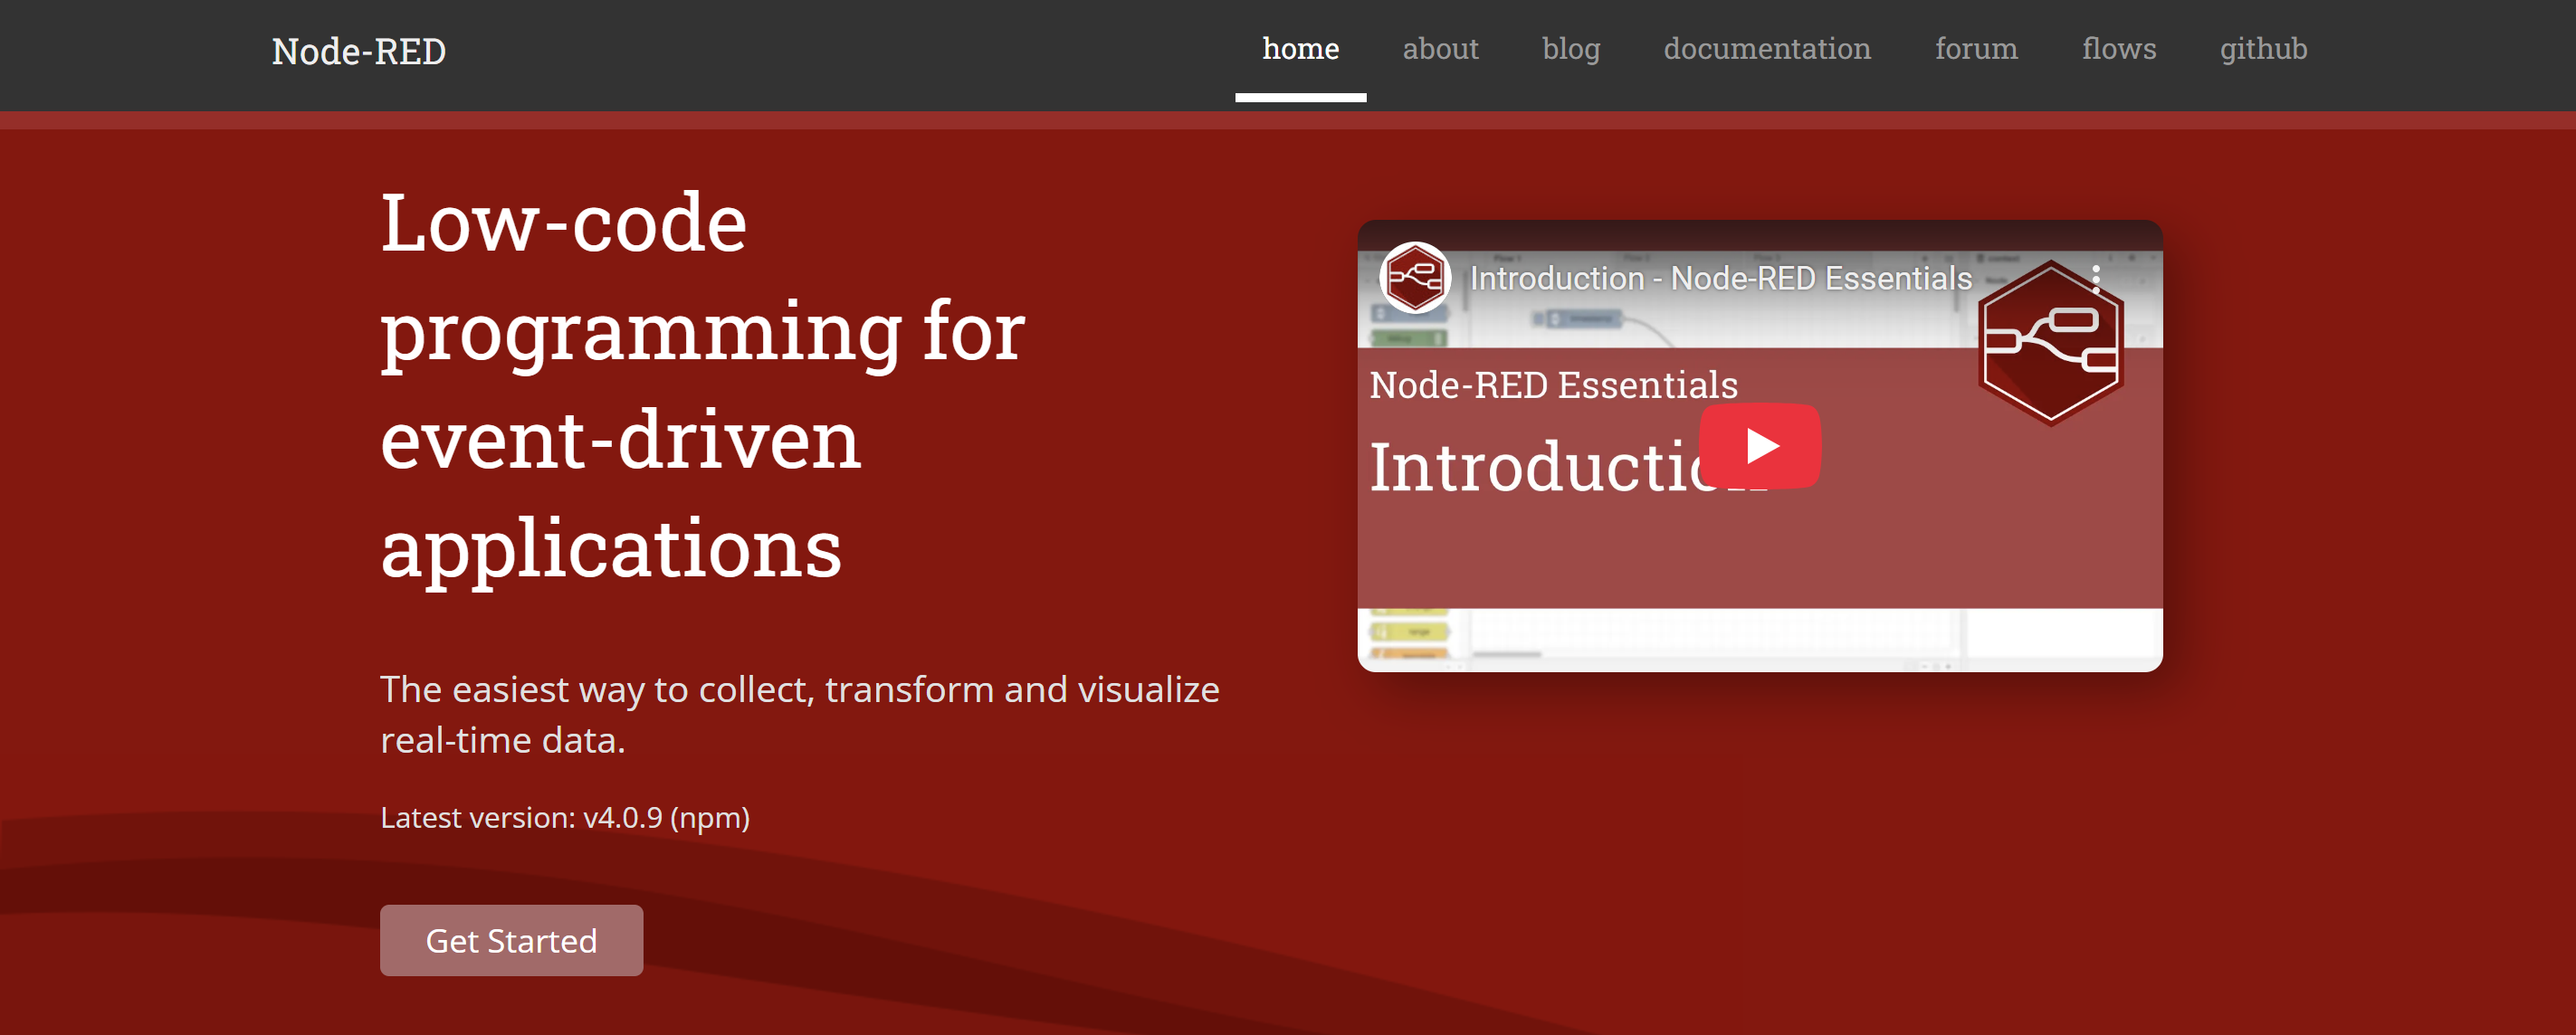 Node-RED
home about blog documentation forum flows github
Low-code
programming for
event-driven
applications
The easiest way to collect, transform and visualize
real-time data.
Latest version: v4.0.9 (npm)
Get Started
Introduction - Node-RED Essentials
Node-RED Essentials